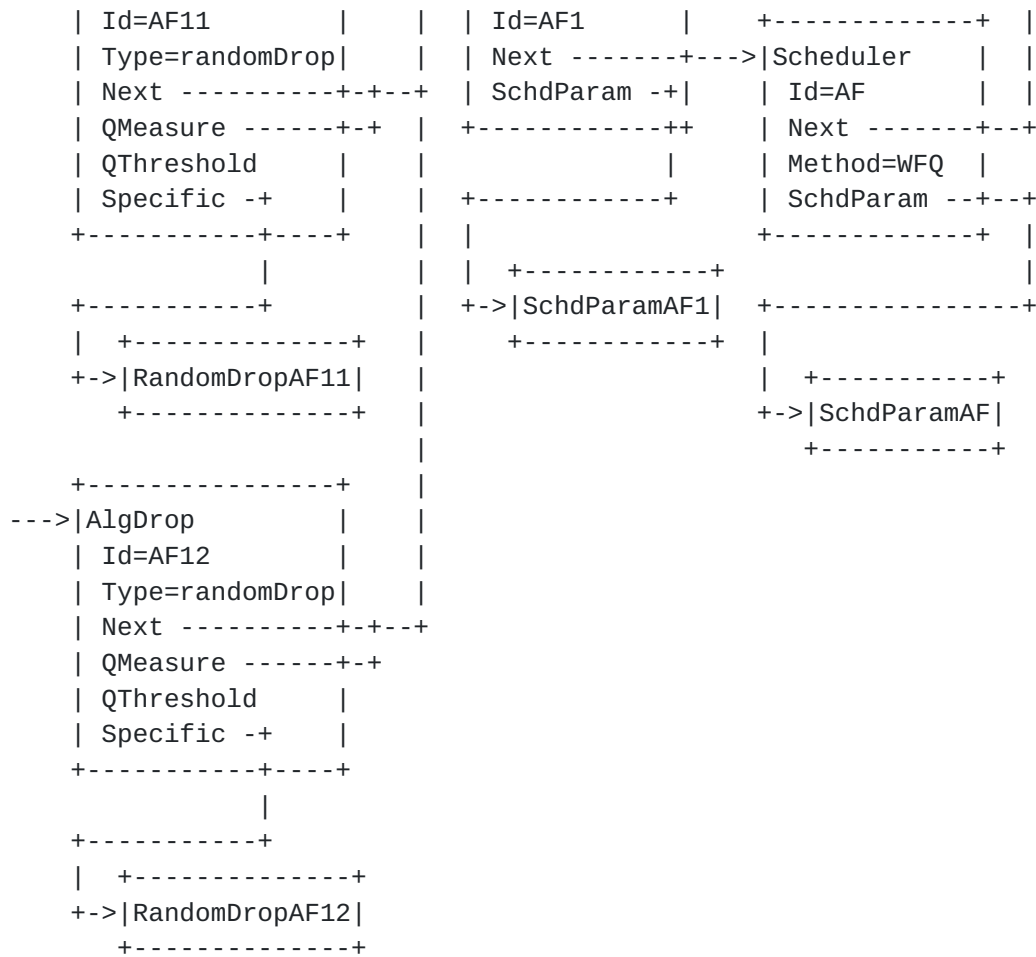 | Id=AF11        |    |  | Id=AF1      |    +-------------+  |
    | Type=randomDrop|    |  | Next -------+--->|Scheduler    |  |
    | Next ----------+-+--+  | SchdParam -+|    | Id=AF       |  |
    | QMeasure ------+-+  |  +------------++    | Next -------+--+
    | QThreshold     |    |               |     | Method=WFQ  |
    | Specific -+    |    |  +------------+     | SchdParam --+--+
    +-----------+----+    |  |                  +-------------+  |
                |         |  |  +------------+                   |
    +-----------+         |  +->|SchdParamAF1|  +----------------+
    |  +--------------+   |     +------------+  |
    +->|RandomDropAF11|   |                     |  +-----------+
       +--------------+   |                     +->|SchdParamAF|
                          |                        +-----------+
    +----------------+    |
--->|AlgDrop         |    |
    | Id=AF12        |    |
    | Type=randomDrop|    |
    | Next ----------+-+--+
    | QMeasure ------+-+
    | QThreshold     |
    | Specific -+    |
    +-----------+----+
                |
    +-----------+
    |  +--------------+
    +->|RandomDropAF12|
       +--------------+